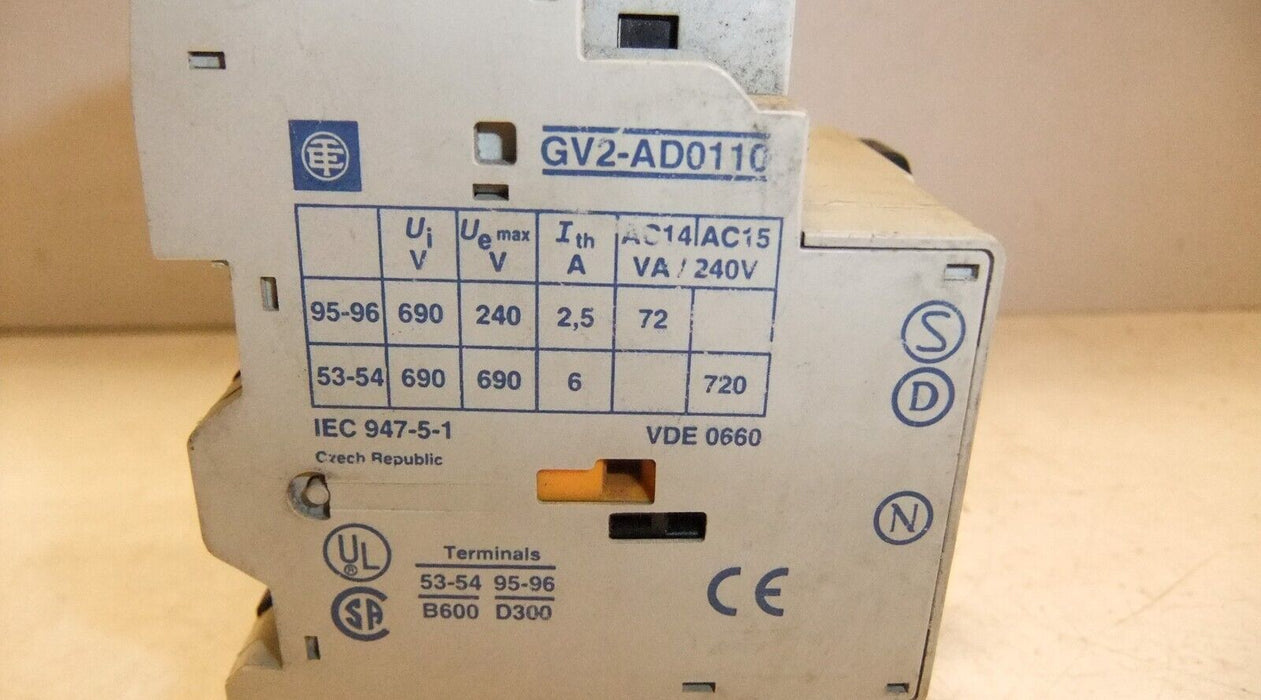 GV2-AD0110
Ui Ue max Ith AC14 AC15
V V A VA / 240V
95-96 690 240 2,5 72
53-54 690 690 6 720
IEC 947-5-1 VDE 0660
Czech Republic
S
D
N
UL
®
SA
Terminals
53-54 95-96
B600 D300
CE